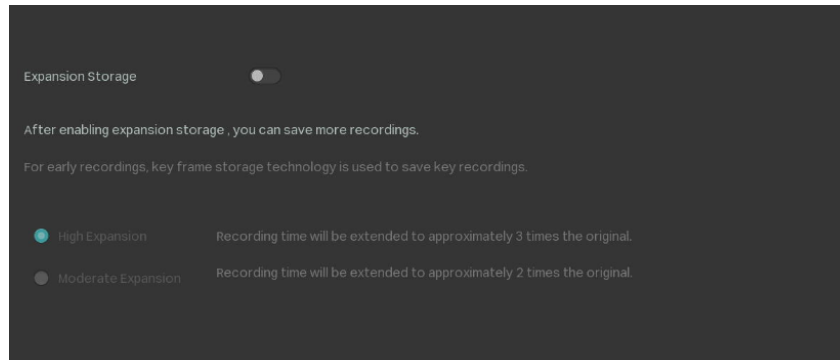 Expansion Storage
After enabling expansion storage , you can save more recordings.
For early recordings, key frame storage technology is used to save key recordings.
High Expansion Recording time will be extended to approximately 3 times the original.
Moderate Expansion Recording time will be extended to approximately 2 times the original.